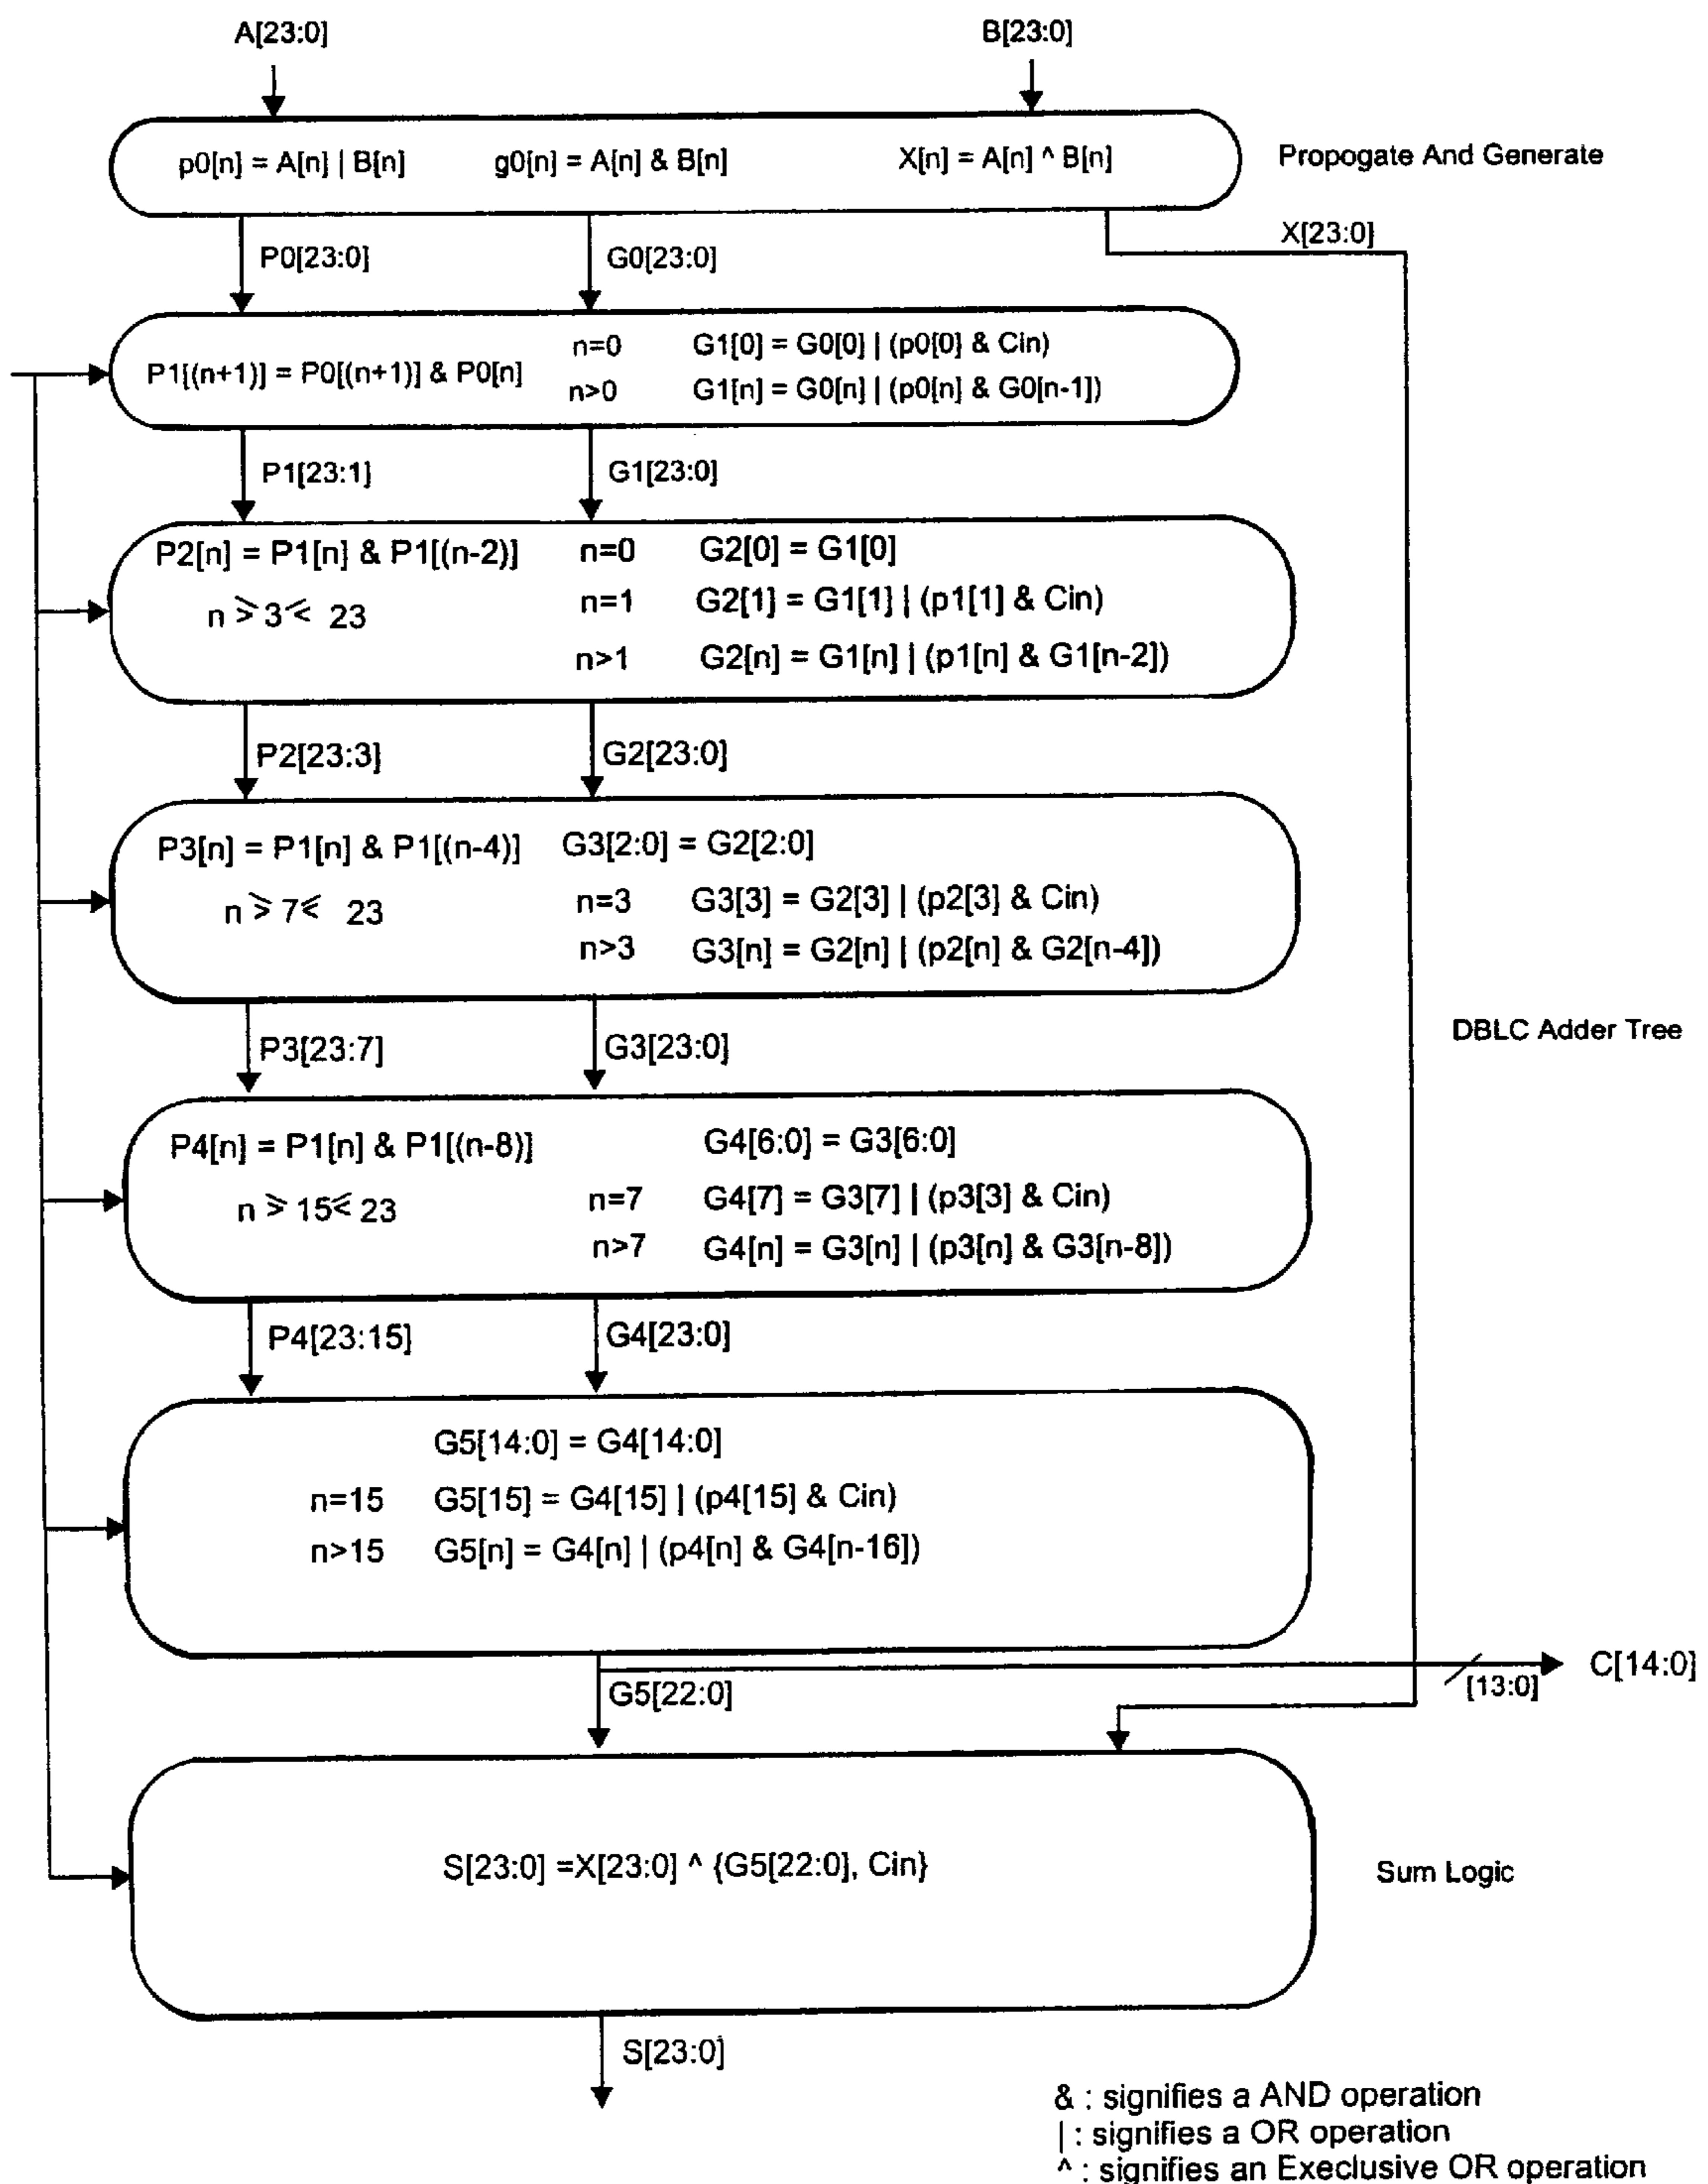 A[23:0]
B[23:0]
p0[n] = A[n] | B[n]
g0[n] = A[n] & B[n]
X[n] = A[n] ^ B[n]
Propogate And Generate
X[23:0]
P0[23:0]
G0[23:0]
n=0 G1[0] = G0[0] | (p0[0] & Cin)
P1[(n+1)] = P0[(n+1)] & P0[n]
n>0 G1[n] = G0[n] | (p0[n] & G0[n-1])
P1[23:1]
G1[23:0]
P2[n] = P1[n] & P1[(n-2)]
n=0 G2[0] = G1[0]
n ⩾ 3 ⩽ 23
n=1 G2[1] = G1[1] | (p1[1] & Cin)
n>1 G2[n] = G1[n] | (p1[n] & G1[n-2])
P2[23:3]
G2[23:0]
P3[n] = P1[n] & P1[(n-4)]
G3[2:0] = G2[2:0]
n ⩾ 7 ⩽ 23
n=3 G3[3] = G2[3] | (p2[3] & Cin)
n>3 G3[n] = G2[n] | (p2[n] & G2[n-4])
DBLC Adder Tree
P3[23:7]
G3[23:0]
P4[n] = P1[n] & P1[(n-8)]
G4[6:0] = G3[6:0]
n ⩾ 15 ⩽ 23
n=7 G4[7] = G3[7] | (p3[3] & Cin)
n>7 G4[n] = G3[n] | (p3[n] & G3[n-8])
P4[23:15]
G4[23:0]
G5[14:0] = G4[14:0]
n=15 G5[15] = G4[15] | (p4[15] & Cin)
n>15 G5[n] = G4[n] | (p4[n] & G4[n-16])
C[14:0]
[13:0]
G5[22:0]
S[23:0] =X[23:0] ^ {G5[22:0], Cin}
Sum Logic
S[23:0]
& : signifies a AND operation
| : signifies a OR operation
^ : signifies an Execlusive OR operation